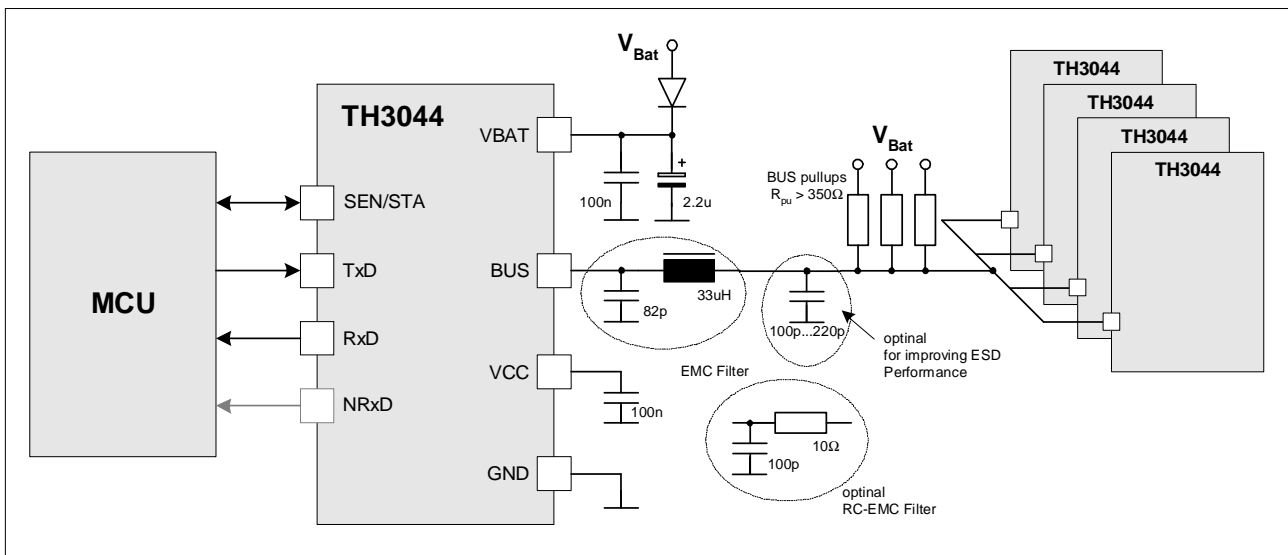 V_Bat
TH3044
TH3044
VBAT
V_Bat
TH3044
TH3044
BUS pullups
R_pu > 350Ω
TH3044
SEN/STA
100n
+
2.2u
TxD
BUS
MCU
82p
33uH
100p...220p
optinal
for improving ESD
Performance
RxD
VCC
EMC Filter
100n
NRxD
10Ω
100p
GND
optinal
RC-EMC Filter